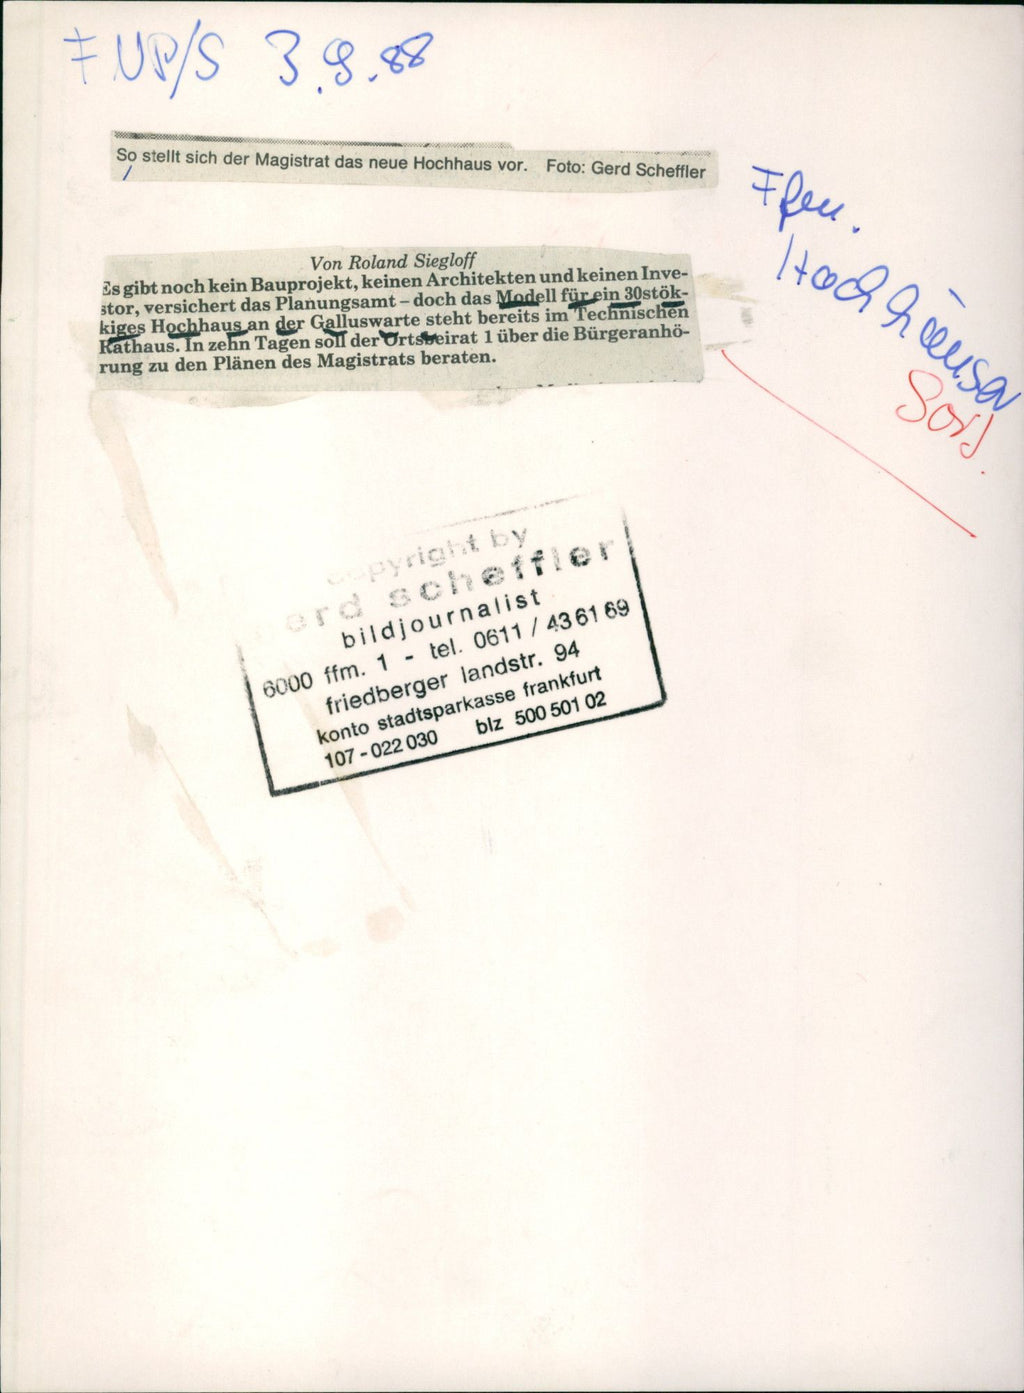 FNP/S 3.9.88
So stellt sich der Magistrat das neue Hochhaus vor. Foto: Gerd Scheffler
Ffm.
Hochhäuser
Von Roland Siegloff
Es gibt noch kein Bauprojekt, keinen Architekten und keinen Inve-
stor, versichert das Planungsamt – doch das Modell für ein 30stök-
kiges Hochhaus an der Galluswarte steht bereits im Technischen
Rathaus. In zehn Tagen soll der Ortsbeirat 1 über die Bürgeranhö-
rung zu den Plänen des Magistrats beraten.
copyright by
gerd scheffler
bildjournalist
6000 ffm. 1 - tel. 0611 / 43 61 69
friedberger landstr. 94
konto stadtsparkasse frankfurt
107-022 030 blz 500 501 02